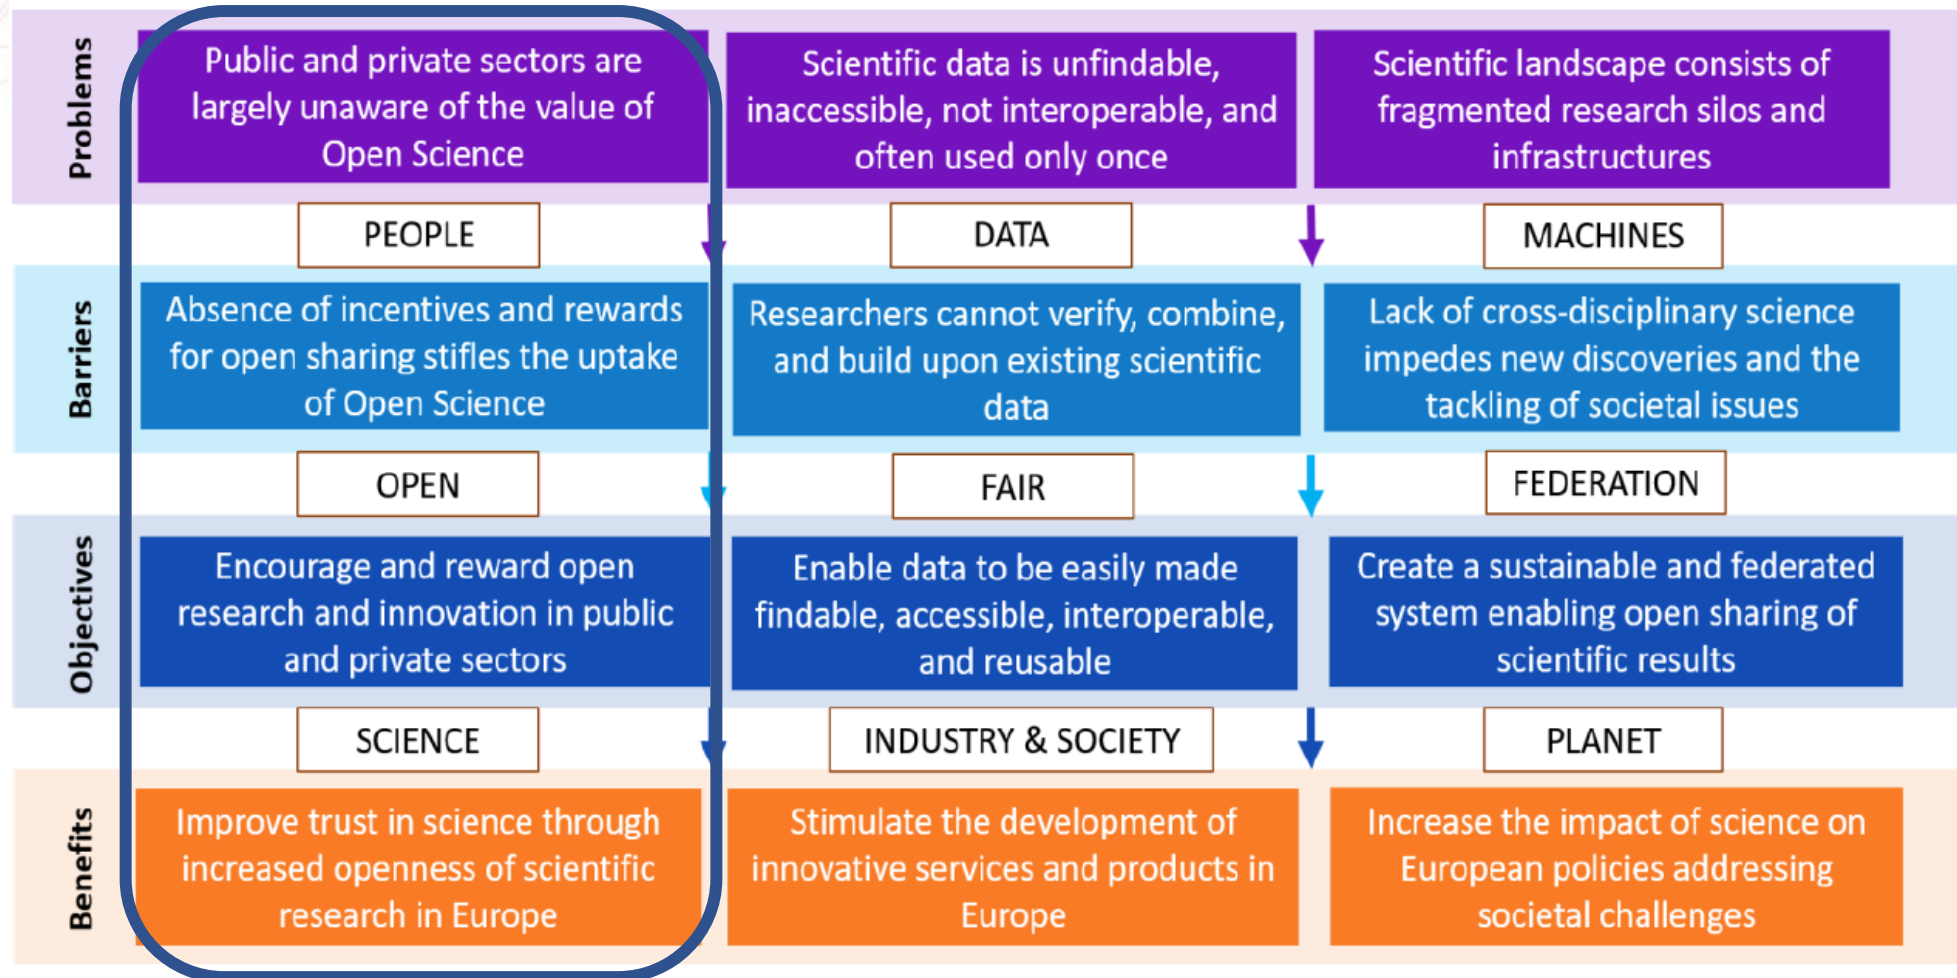 Problems
Public and private sectors are
largely unaware of the value of
Open Science
Scientific data is unfindable,
inaccessible, not interoperable, and
often used only once
Scientific landscape consists of
fragmented research silos and
infrastructures
PEOPLE
DATA
MACHINES
Barriers
Absence of incentives and rewards
for open sharing stifles the uptake
of Open Science
Researchers cannot verify, combine,
and build upon existing scientific
data
Lack of cross-disciplinary science
impedes new discoveries and the
tackling of societal issues
OPEN
FAIR
FEDERATION
Objectives
Encourage and reward open
research and innovation in public
and private sectors
Enable data to be easily made
findable, accessible, interoperable,
and reusable
Create a sustainable and federated
system enabling open sharing of
scientific results
SCIENCE
INDUSTRY & SOCIETY
PLANET
Benefits
Improve trust in science through
increased openness of scientific
research in Europe
Stimulate the development of
innovative services and products in
Europe
Increase the impact of science on
European policies addressing
societal challenges